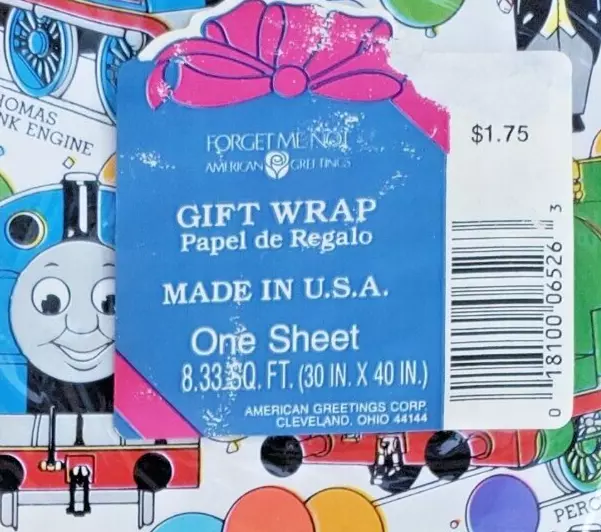 HOMAS
NK ENGINE
FORGET ME NOT
AMERICAN GREETINGS
$1.75
GIFT WRAP
Papel de Regalo
MADE IN U.S.A.
One Sheet
8.33 SQ. FT. (30 IN. X 40 IN.)
AMERICAN GREETINGS CORP.
CLEVELAND, OHIO 44144
0 18100 06526 3
PERC